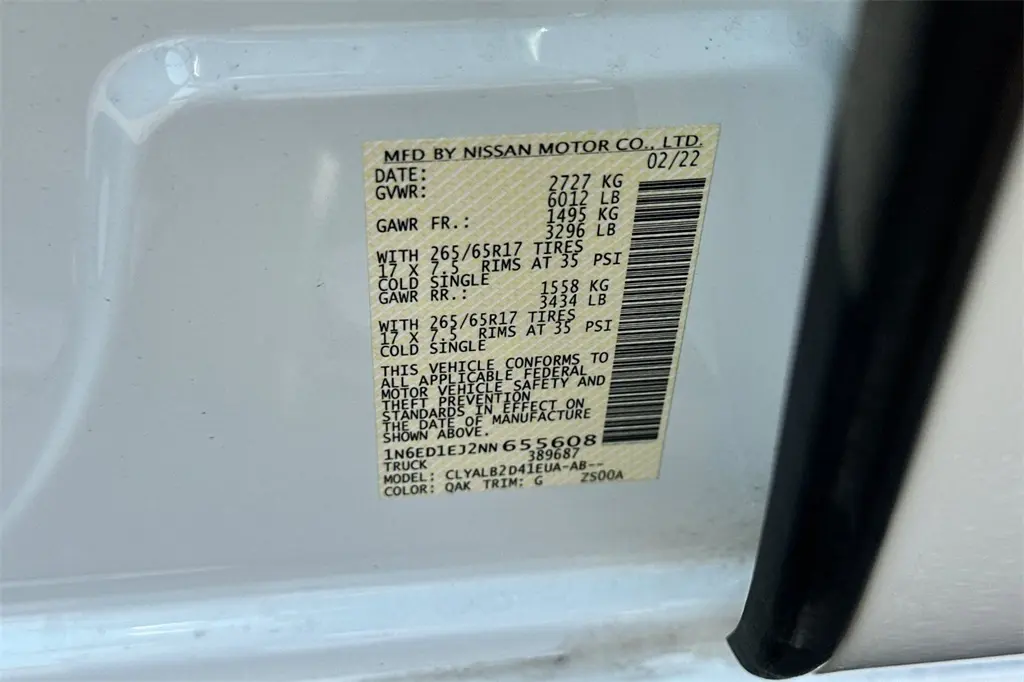 MFD BY NISSAN MOTOR CO., LTD.
DATE: 02/22
GVWR: 2727 KG
6012 LB
GAWR FR.: 1495 KG
3296 LB
WITH 265/65R17 TIRES
17 X 7.5 RIMS AT 35 PSI
COLD SINGLE
GAWR RR.: 1558 KG
3434 LB
WITH 265/65R17 TIRES
17 X 7.5 RIMS AT 35 PSI
COLD SINGLE
THIS VEHICLE CONFORMS TO
ALL APPLICABLE FEDERAL
MOTOR VEHICLE SAFETY AND
THEFT PREVENTION
STANDARDS IN EFFECT ON
THE DATE OF MANUFACTURE
SHOWN ABOVE.
1N6ED1EJ2NN655608
TRUCK 389687
MODEL: CLYALB2D41EUA-AB--
COLOR: QAK TRIM: G ZS00A